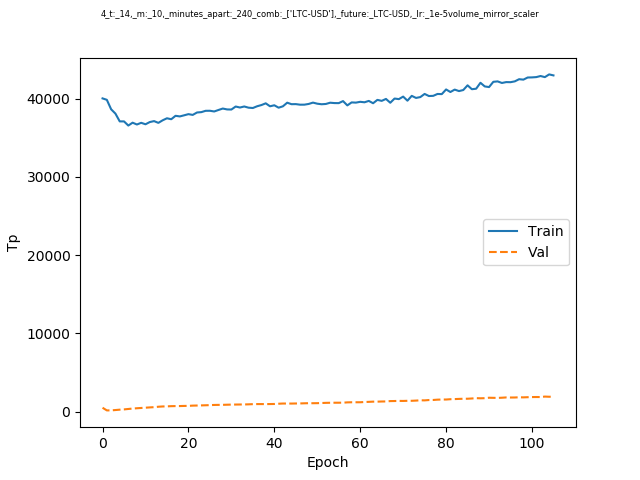 4_t:_14,_m:_10,_minutes_apart:_240_comb:_['LTC-USD'],_future:_LTC-USD,_lr:_1e-5volume_mirror_scaler
40000
30000
20000
10000
0
Tp
Train
Val
0 20 40 60 80 100
Epoch